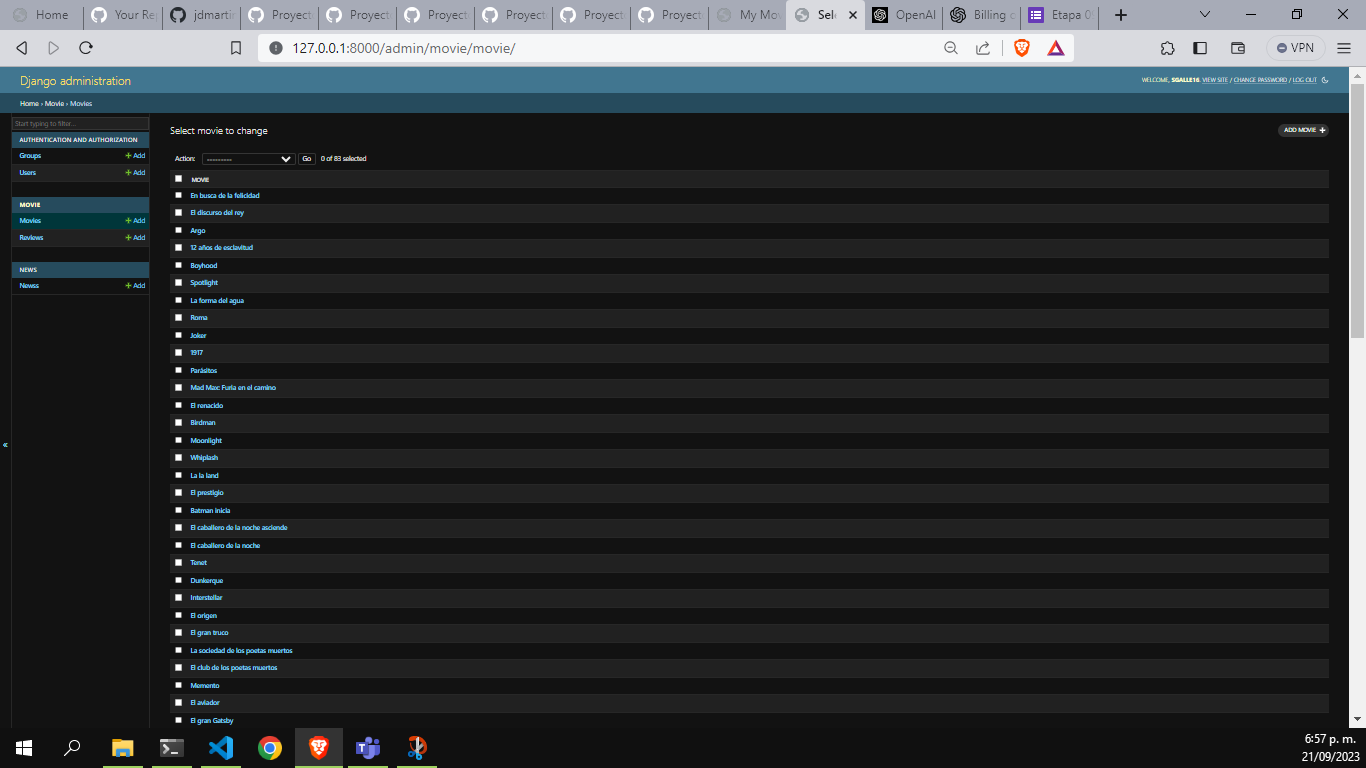 Home
Your Re
jdmartin
Proyect
Proyect
Proyect
Proyect
Proyect
Proyect
My Mov
Sele
OpenAI
Billing o
Etapa 0
127.0.0.1:8000/admin/movie/movie/
VPN
Django administration
WELCOME, SGALLE16. VIEW SITE / CHANGE PASSWORD / LOG OUT
Home › Movie › Movies
Start typing to filter...
AUTHENTICATION AND AUTHORIZATION
Groups + Add
Users + Add
MOVIE
Movies + Add
Reviews + Add
NEWS
Newss + Add
«
Select movie to change
ADD MOVIE +
Action: --------- Go 0 of 83 selected
MOVIE
En busca de la felicidad
El discurso del rey
Argo
12 años de esclavitud
Boyhood
Spotlight
La forma del agua
Roma
Joker
1917
Parásitos
Mad Max: Furia en el camino
El renacido
Birdman
Moonlight
Whiplash
La la land
El prestigio
Batman inicia
El caballero de la noche asciende
El caballero de la noche
Tenet
Dunkerque
Interstellar
El origen
El gran truco
La sociedad de los poetas muertos
El club de los poetas muertos
Memento
El aviador
El gran Gatsby
6:57 p. m.
21/09/2023